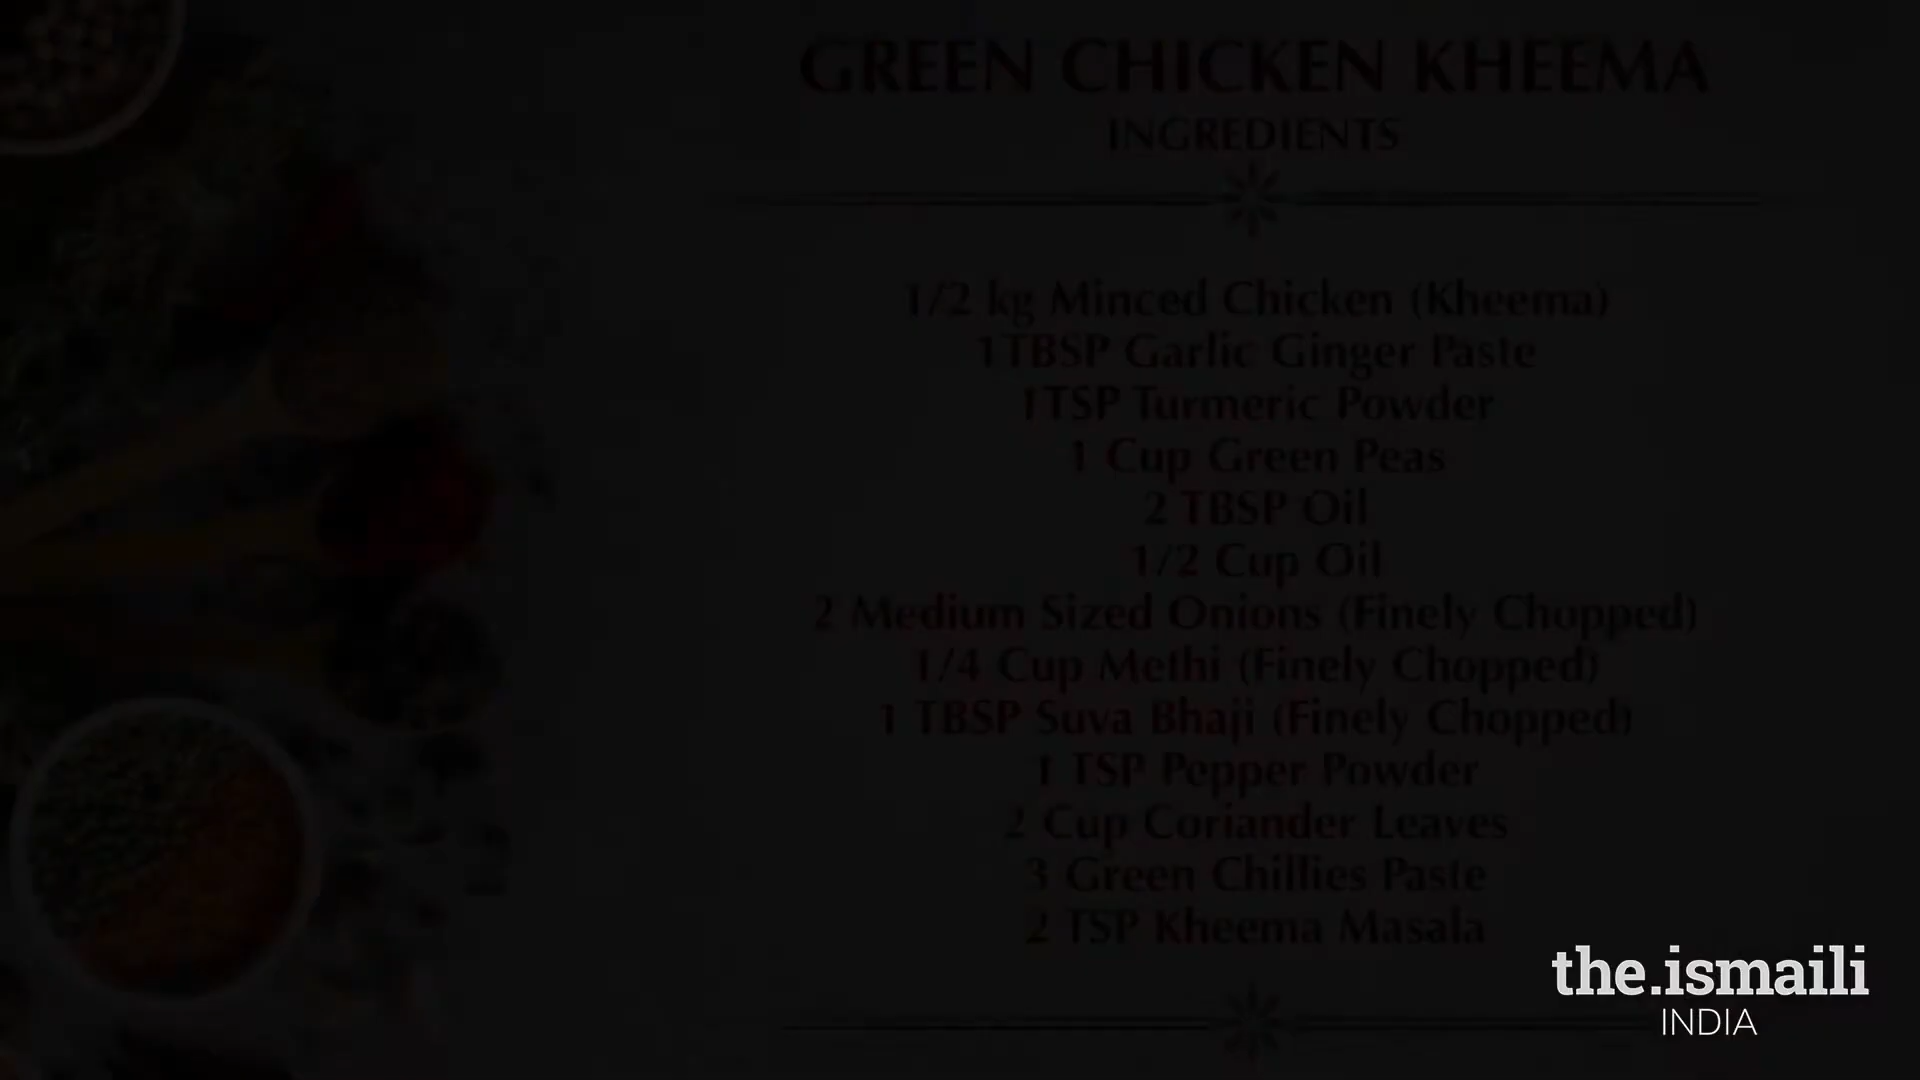 GREEN CHICKEN KHEEMA
INGREDIENTS
1/2 kg Minced Chicken (Kheema)
1TBSP Garlic Ginger Paste
1TSP Turmeric Powder
1 Cup Green Peas
2 TBSP Oil
1/2 Cup Oil
2 Medium Sized Onions (Finely Chopped)
1/4 Cup Methi (Finely Chopped)
1 TBSP Suva Bhaji (Finely Chopped)
1 TSP Pepper Powder
2 Cup Coriander Leaves
3 Green Chillies Paste
2 TSP Kheema Masala
the.ismaili
INDIA